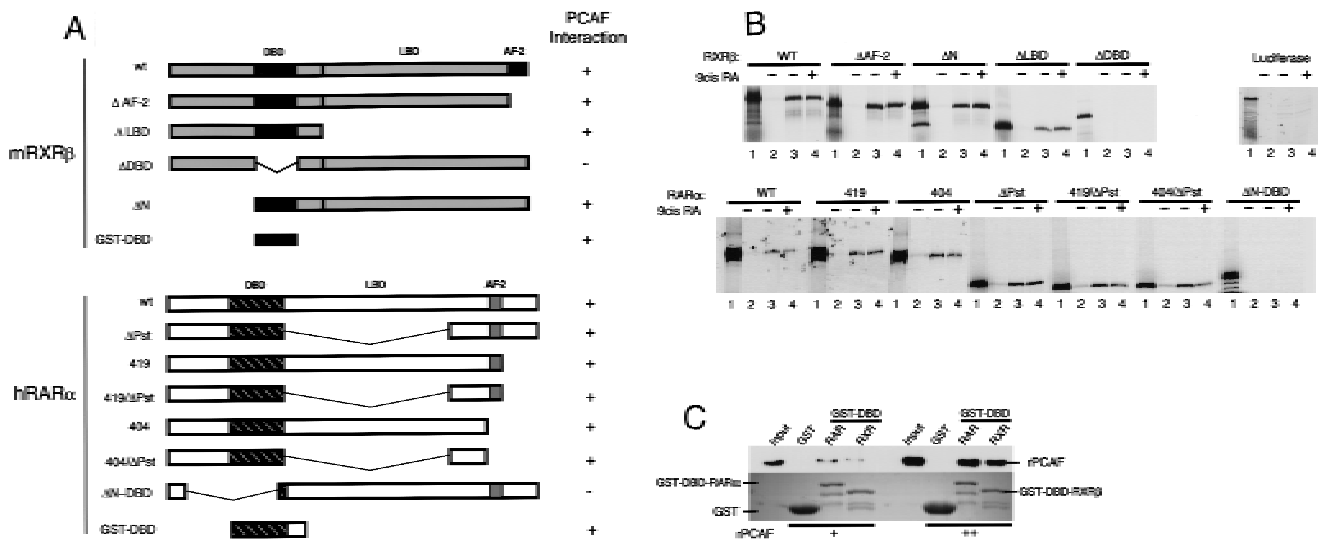 A
PCAF
Interaction
DBD LBD AF-2
wt +
Δ AF-2 +
ΔLBD +
mRXRβ
ΔDBD -
ΔN +
GST-DBD +
DBD LBD AF-2
wt +
ΔPst +
419 +
hRARα
419/ΔPst +
404 +
404/ΔPst +
ΔN-DBD -
GST-DBD +
B
RXRβ: WT ΔAF-2 ΔN ΔLBD ΔDBD Luciferase
9cis RA - - + - - + - - + - - + - - + - - +
1 2 3 4 1 2 3 4 1 2 3 4 1 2 3 4 1 2 3 4 1 2 3 4
RARα: WT 419 404 ΔPst 419/ΔPst 404/ΔPst ΔN-DBD
9cis RA - - + - - + - - + - - + - - + - - + - - +
1 2 3 4 1 2 3 4 1 2 3 4 1 2 3 4 1 2 3 4 1 2 3 4 1 2 3 4
C
GST-DBD GST-DBD
Input GST RAR RXR Input GST RAR RXR
rPCAF
GST-DBD-RARα
GST-DBD-RXRβ
GST
rPCAF + ++